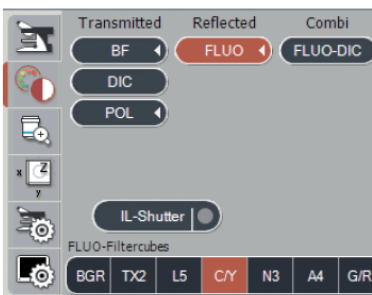 Transmitted Reflected Combi
BF FLUO FLUO-DIC
DIC
POL
x Z
y
IL-Shutter
FLUO-Filtercubes
BGR TX2 L5 C/Y N3 A4 G/R